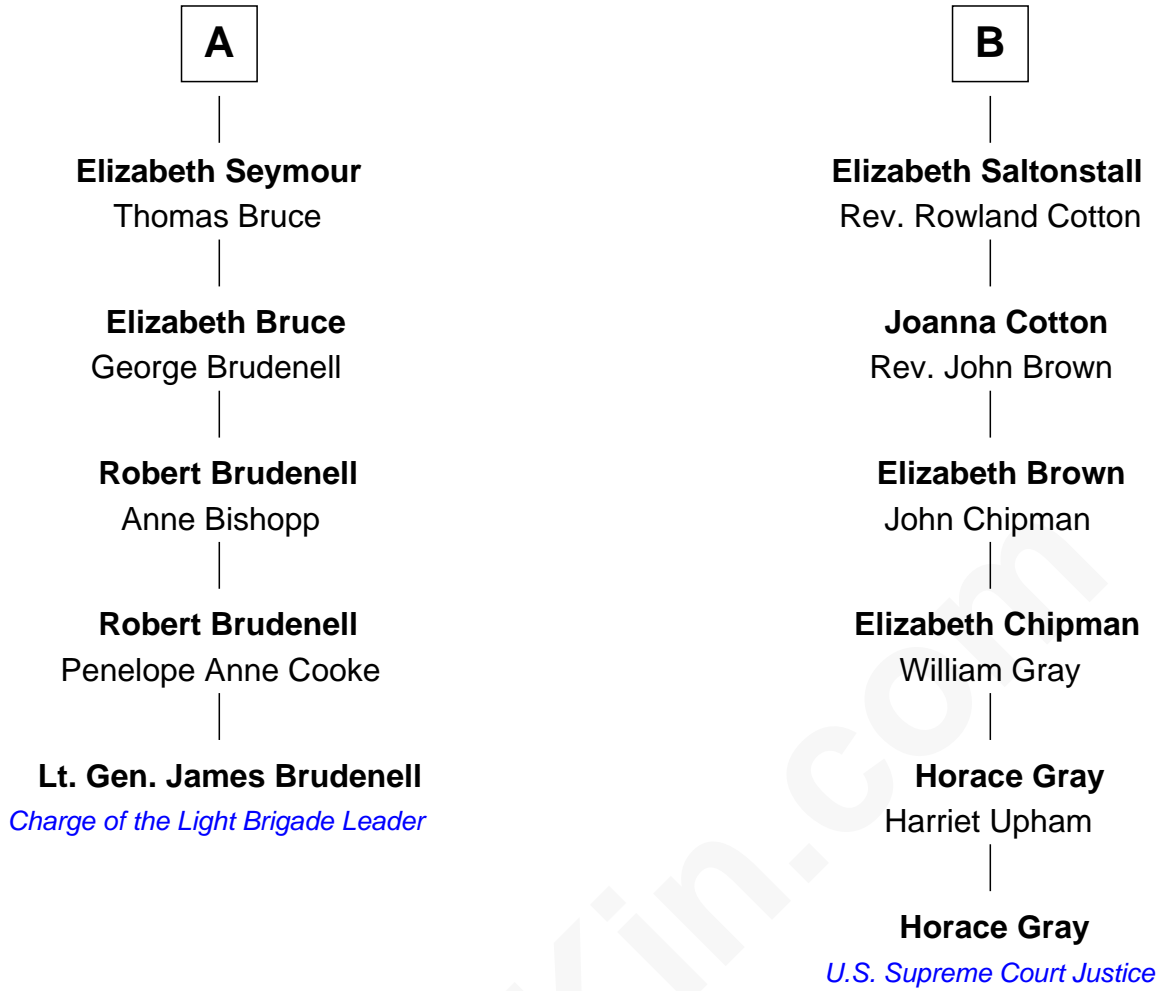 A
Elizabeth Seymour
Thomas Bruce
Elizabeth Bruce
George Brudenell
Robert Brudenell
Anne Bishopp
Robert Brudenell
Penelope Anne Cooke
Lt. Gen. James Brudenell
Charge of the Light Brigade Leader
B
Elizabeth Saltonstall
Rev. Rowland Cotton
Joanna Cotton
Rev. John Brown
Elizabeth Brown
John Chipman
Elizabeth Chipman
William Gray
Horace Gray
Harriet Upham
Horace Gray
U.S. Supreme Court Justice
Kin.com